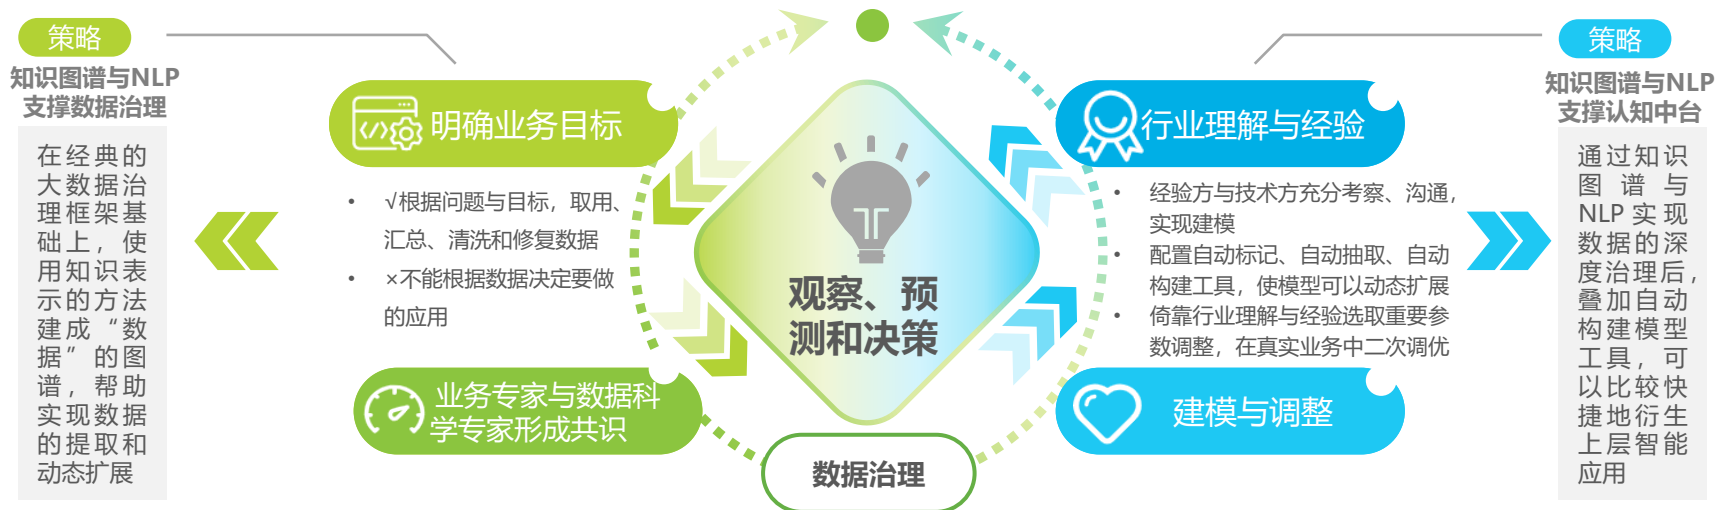 策略
知识图谱与NLP
支撑数据治理
在经典的
大数据治
理框架基
础上，使
用知识表
示的方法
建成“数
据”的图
谱，帮助
实现数据
的提取和
动态扩展
明确业务目标
• √根据问题与目标，取用、
汇总、清洗和修复数据
• ×不能根据数据决定要做
的应用
业务专家与数据科
学专家形成共识
观察、预
测和决策
数据治理
行业理解与经验
• 经验方与技术方充分考察、沟通，
实现建模
• 配置自动标记、自动抽取、自动
构建工具，使模型可以动态扩展
• 倚靠行业理解与经验选取重要参
数调整，在真实业务中二次调优
建模与调整
策略
知识图谱与NLP
支撑认知中台
通过知识
图谱与
NLP实现
数据的深
度治理后，
叠加自动
构建模型
工具，可
以比较快
捷地衍生
上层智能
应用